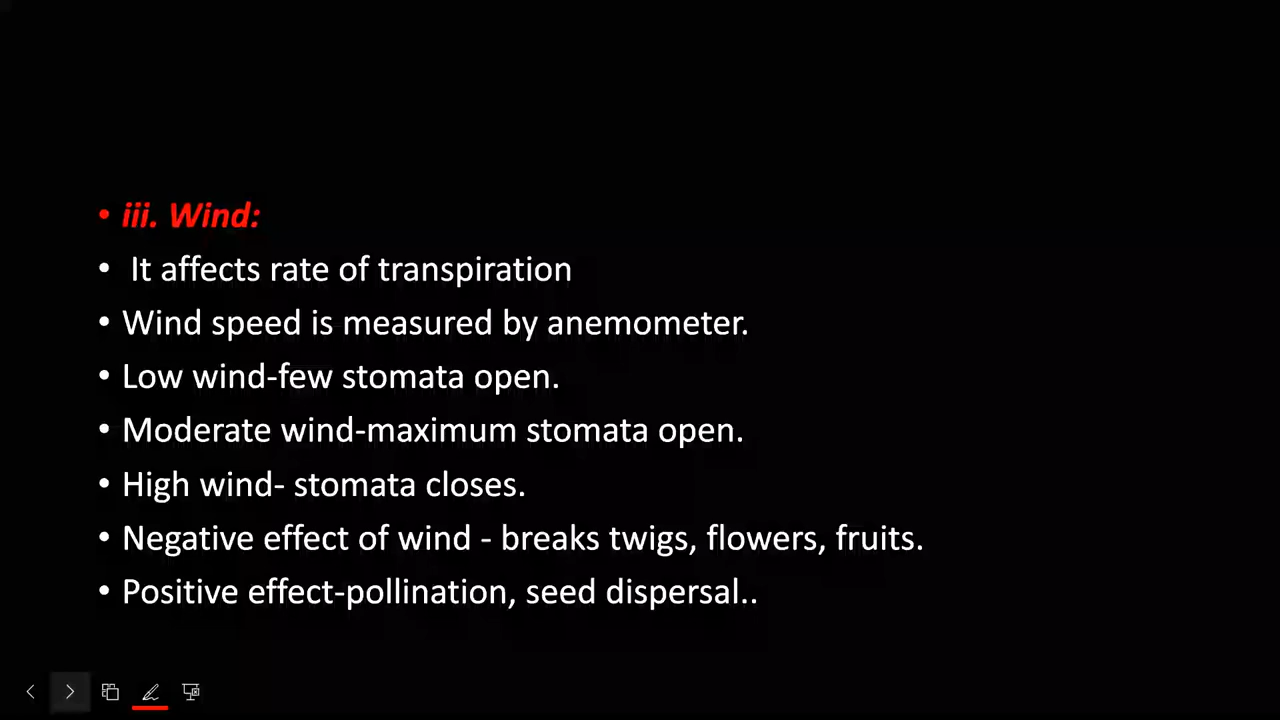 • iii. Wind:
• It affects rate of transpiration
• Wind speed is measured by anemometer.
• Low wind-few stomata open.
• Moderate wind-maximum stomata open.
• High wind- stomata closes.
• Negative effect of wind - breaks twigs, flowers, fruits.
• Positive effect-pollination, seed dispersal..